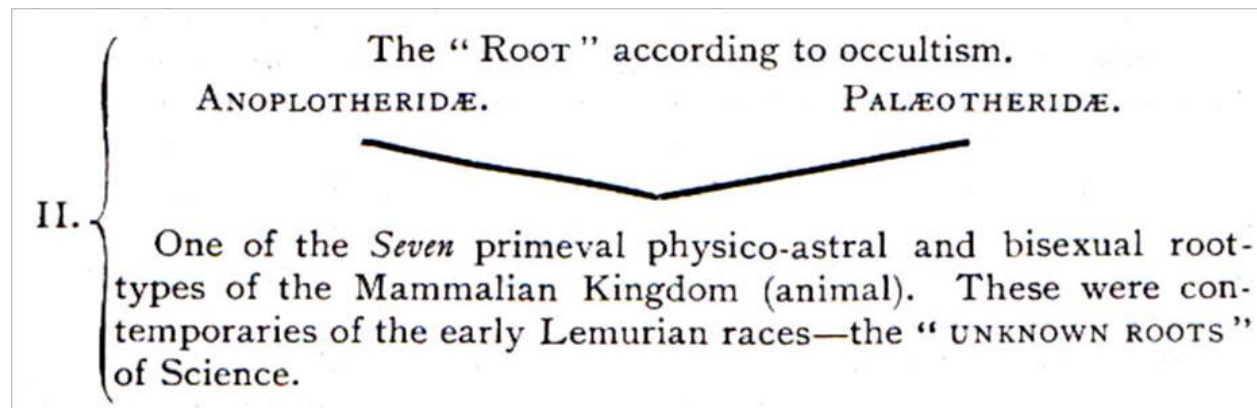 The “ ROOT ” according to occultism.
ANOPLOTHERIDÆ. PALÆOTHERIDÆ.
II.
One of the Seven primeval physico-astral and bisexual root-
types of the Mammalian Kingdom (animal). These were con-
temporaries of the early Lemurian races—the “ UNKNOWN ROOTS ”
of Science.